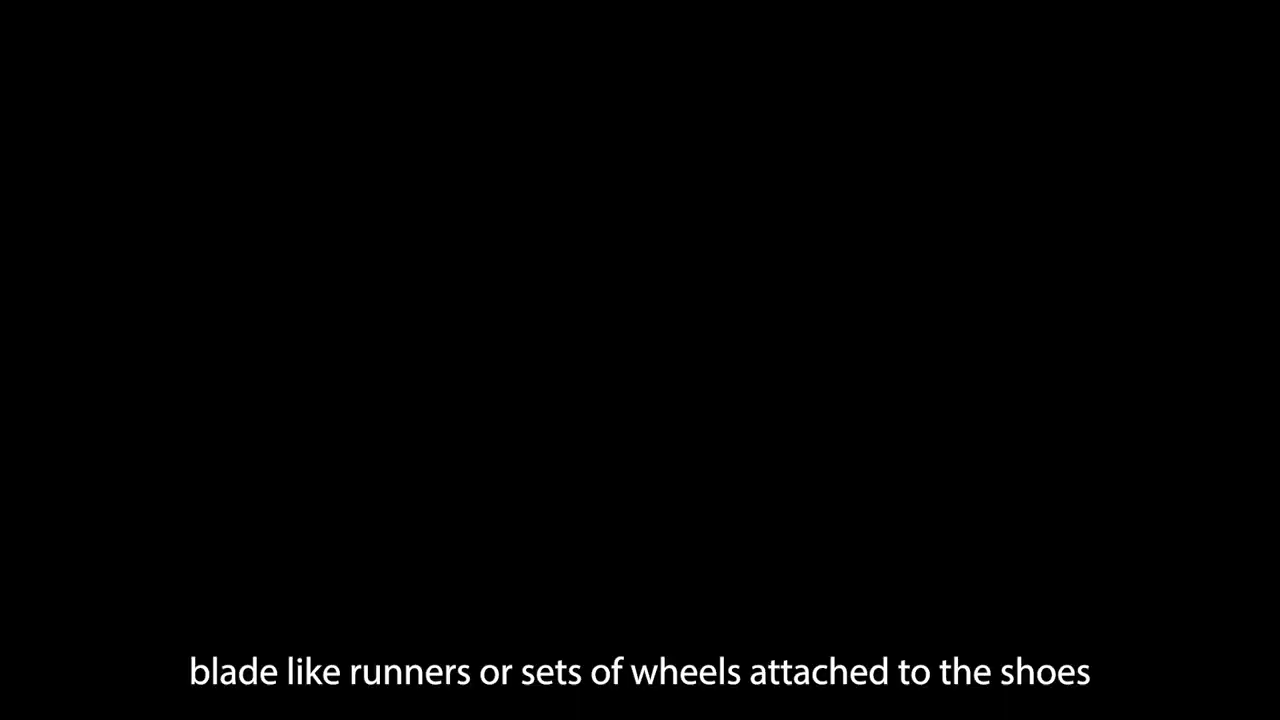 blade like runners or sets of wheels attached to the shoes